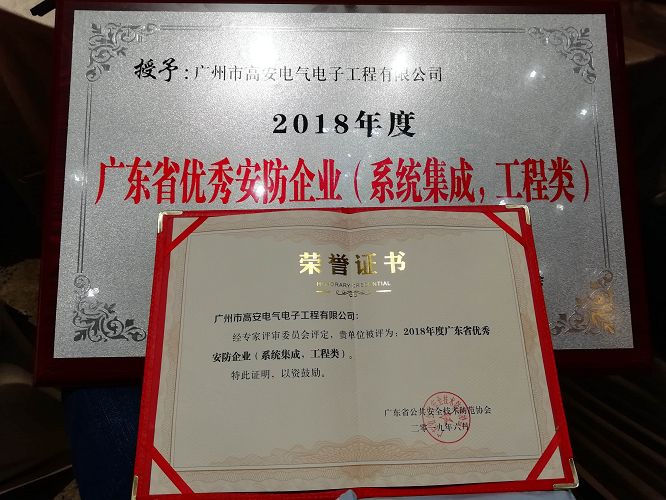 授予：广州市高安电气电子工程有限公司
2018年度
广东省优秀安防企业（系统集成，工程类）
荣誉证书
HONORARY CREDENTIAL
广州市高安电气电子工程有限公司：
经专家评审委员会评定，贵单位被评为：2018年度广东省优秀
安防企业（系统集成，工程类）。
特此证明，以资鼓励。
广东省公共安全技术防范协会
二〇一九年六月